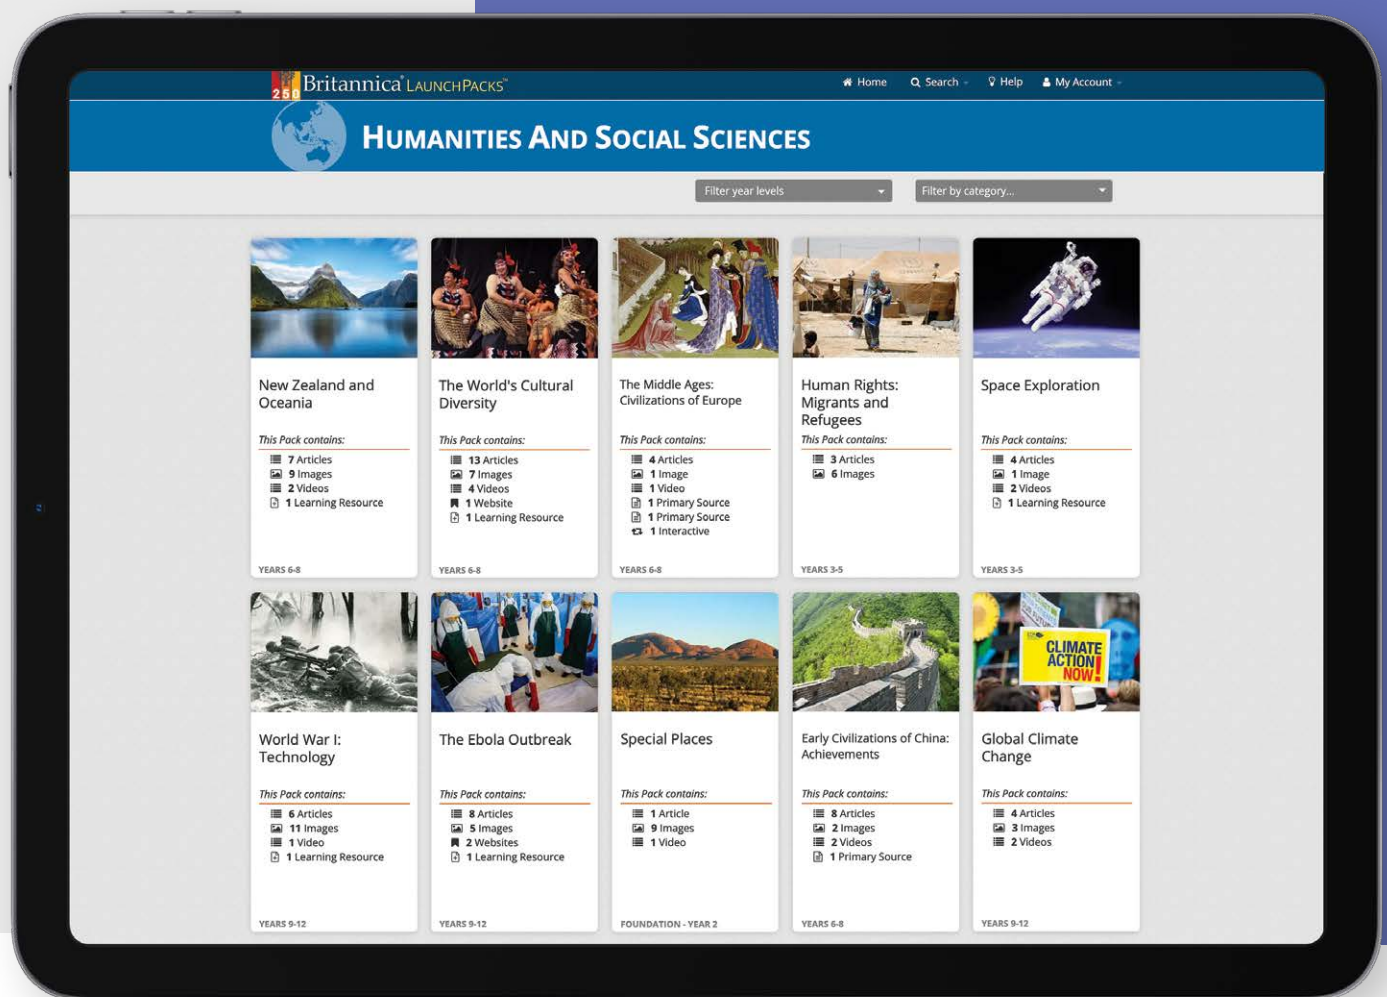 250 Britannica® LAUNCHPACKS™
Home Search Help My Account
HUMANITIES AND SOCIAL SCIENCES
Filter year levels
Filter by category...
New Zealand and
Oceania
This Pack contains:
7 Articles
9 Images
2 Videos
1 Learning Resource
YEARS 6-8
The World's Cultural
Diversity
This Pack contains:
13 Articles
7 Images
4 Videos
1 Website
1 Learning Resource
YEARS 6-8
The Middle Ages:
Civilizations of Europe
This Pack contains:
4 Articles
1 Image
1 Video
1 Primary Source
1 Primary Source
1 Interactive
YEARS 6-8
Human Rights:
Migrants and
Refugees
This Pack contains:
3 Articles
6 Images
YEARS 3-5
Space Exploration
This Pack contains:
4 Articles
1 Image
2 Videos
1 Learning Resource
YEARS 3-5
World War I:
Technology
This Pack contains:
6 Articles
11 Images
1 Video
1 Learning Resource
YEARS 9-12
The Ebola Outbreak
This Pack contains:
8 Articles
5 Images
2 Websites
1 Learning Resource
YEARS 9-12
Special Places
This Pack contains:
1 Article
9 Images
1 Video
FOUNDATION - YEAR 2
Early Civilizations of China:
Achievements
This Pack contains:
8 Articles
2 Images
2 Videos
1 Primary Source
YEARS 6-8
CLIMATE
ACTION
NOW!
Global Climate
Change
This Pack contains:
4 Articles
3 Images
2 Videos
YEARS 9-12